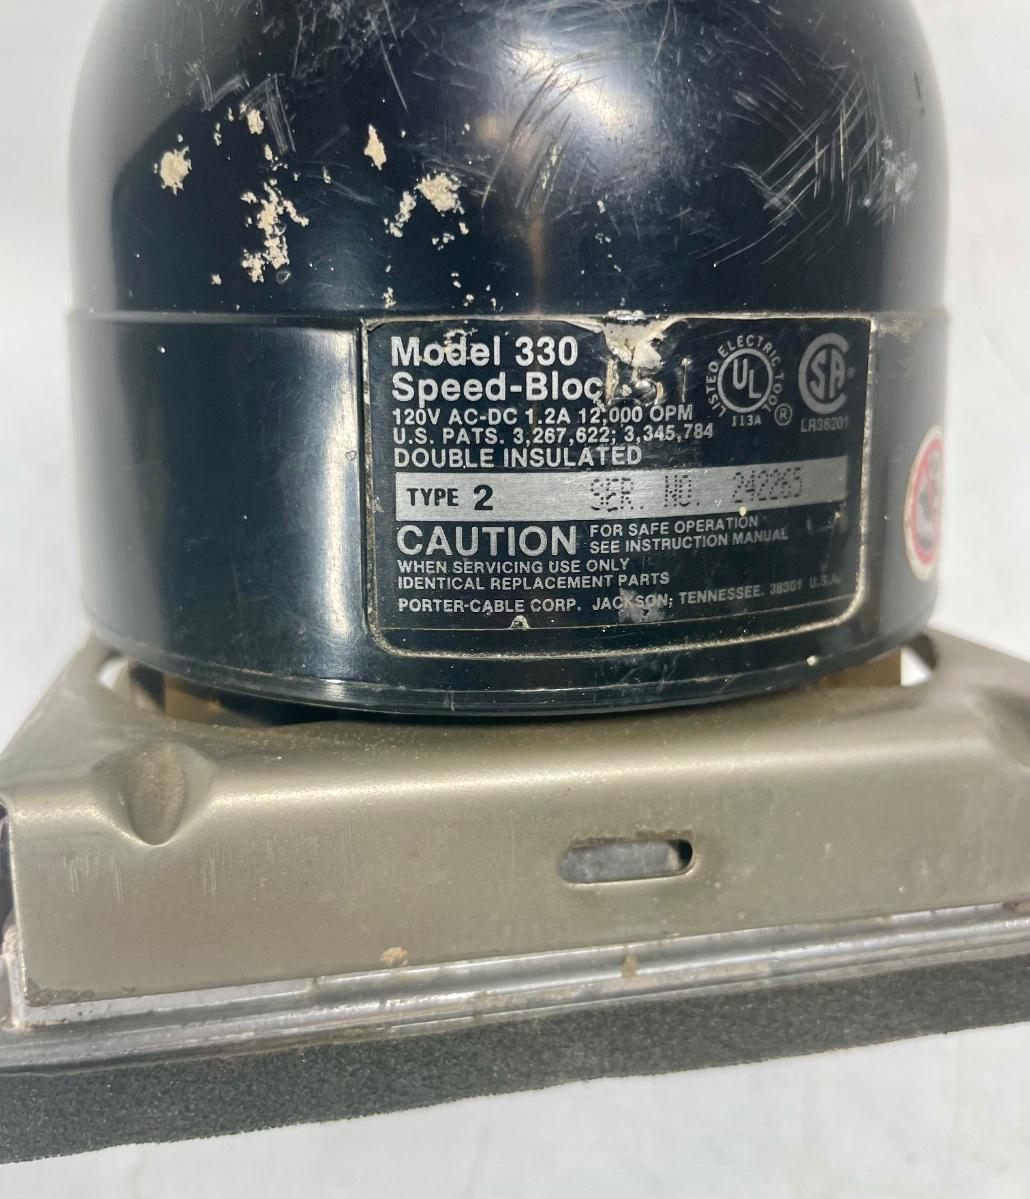 Model 330
Speed-Bloc
120V AC-DC 1.2A 12,000 OPM
U.S. PATS. 3,267,622; 3,345,784
DOUBLE INSULATED
LISTED ELECTRIC TOOL
UL ®
113A
SA ®
LR36201
TYPE 2 SER. NO. 242265
CAUTION FOR SAFE OPERATION
SEE INSTRUCTION MANUAL
WHEN SERVICING USE ONLY
IDENTICAL REPLACEMENT PARTS
PORTER-CABLE CORP. JACKSON, TENNESSEE. 38301 U.S.A.